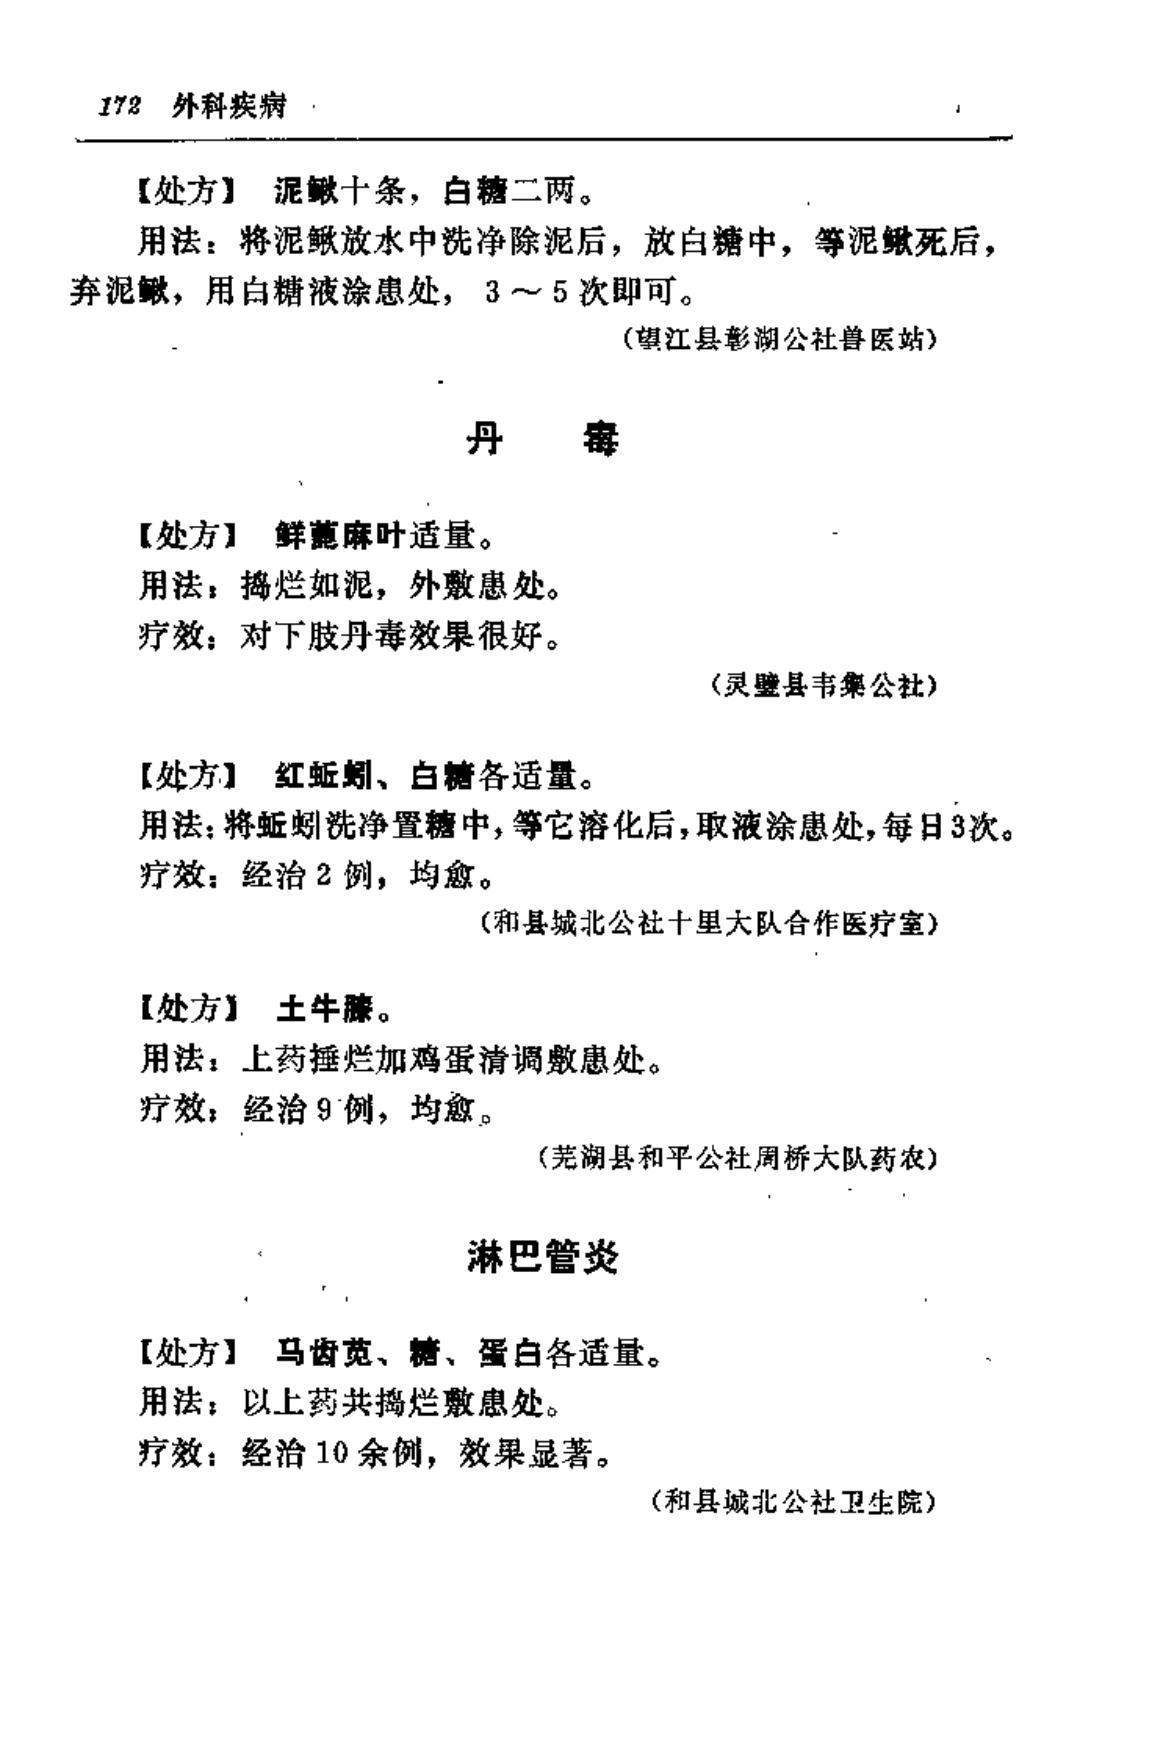 172 外科疾病
【处方】 泥鳅十条，白糖二两。
用法：将泥鳅放水中洗净除泥后，放白糖中，等泥鳅死后，
弃泥鳅，用白糖液涂患处，3～5次即可。
（望江县彭湖公社兽医站）
丹 毒
【处方】 鲜蓖麻叶适量。
用法：捣烂如泥，外敷患处。
疗效：对下肢丹毒效果很好。
（灵璧县韦集公社）
【处方】 红蚯蚓、白糖各适量。
用法：将蚯蚓洗净置糖中，等它溶化后，取液涂患处，每日3次。
疗效：经治2例，均愈。
（和县城北公社十里大队合作医疗室）
【处方】 土牛膝。
用法：上药捶烂加鸡蛋清调敷患处。
疗效：经治9例，均愈。
（芜湖县和平公社周桥大队药农）
淋巴管炎
【处方】 马齿苋、糖、蛋白各适量。
用法：以上药共捣烂敷患处。
疗效：经治10余例，效果显著。
（和县城北公社卫生院）